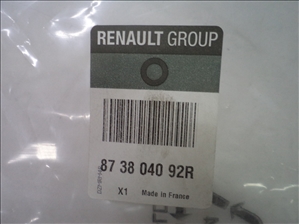 RENAULT GROUP
87 38 040 92R
X1 Made in France